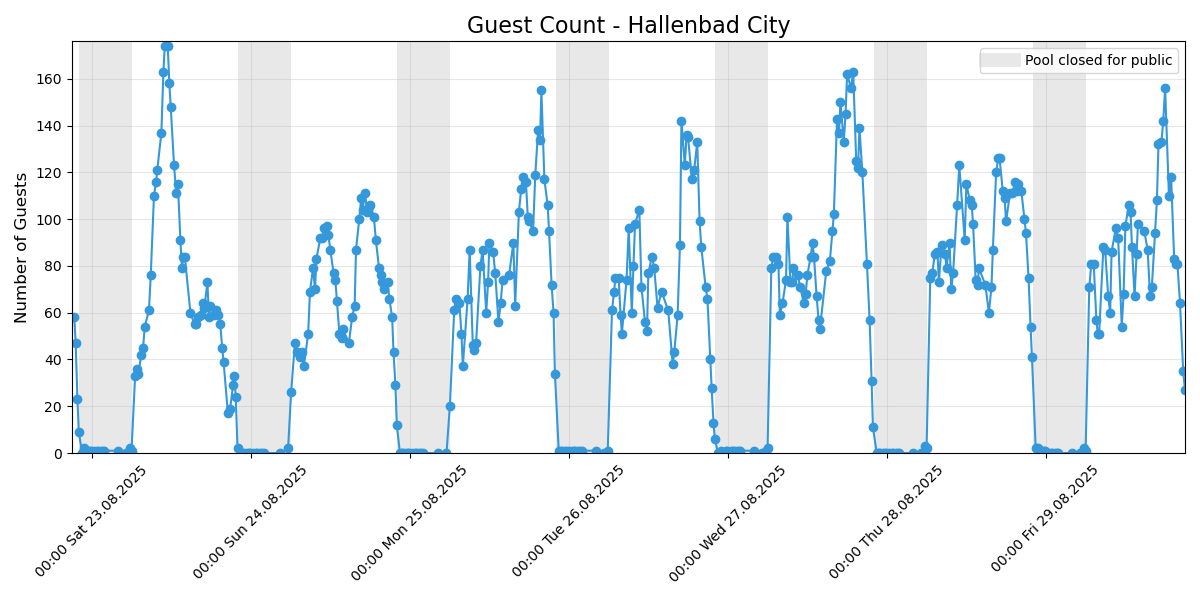 Guest Count - Hallenbad City
Pool closed for public
Number of Guests
160
140
120
100
80
60
40
20
0
00:00 Sat 23.08.2025
00:00 Sun 24.08.2025
00:00 Mon 25.08.2025
00:00 Tue 26.08.2025
00:00 Wed 27.08.2025
00:00 Thu 28.08.2025
00:00 Fri 29.08.2025